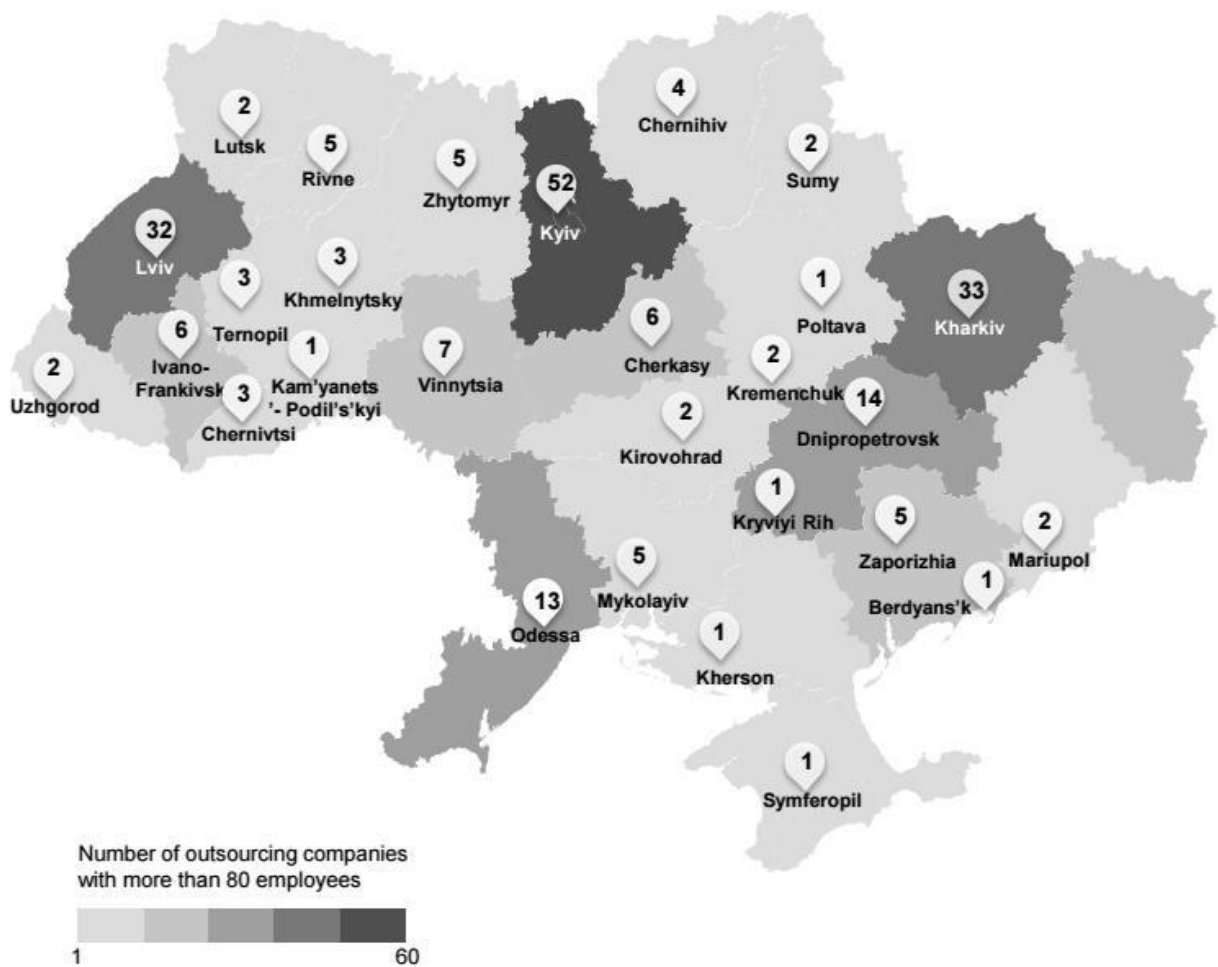 4
Chernihiv
2
Lutsk
5
Rivne
5
Zhytomyr
2
Sumy
52
Kyiv
32
Lviv
3
Ternopil
3
Khmelnytsky
1
Poltava
33
Kharkiv
6
Ivano-
Frankivsk
1
Kam'yanets
'- Podil's'kyi
7
Vinnytsia
6
Cherkasy
2
Kremenchuk
2
Uzhgorod
3
Chernivtsi
2
Kirovohrad
14
Dnipropetrovsk
1
Kryviyi Rih
5
Zaporizhia
2
Mariupol
1
Berdyans'k
5
Mykolayiv
13
Odessa
1
Kherson
1
Symferopil
Number of outsourcing companies
with more than 80 employees
1 60